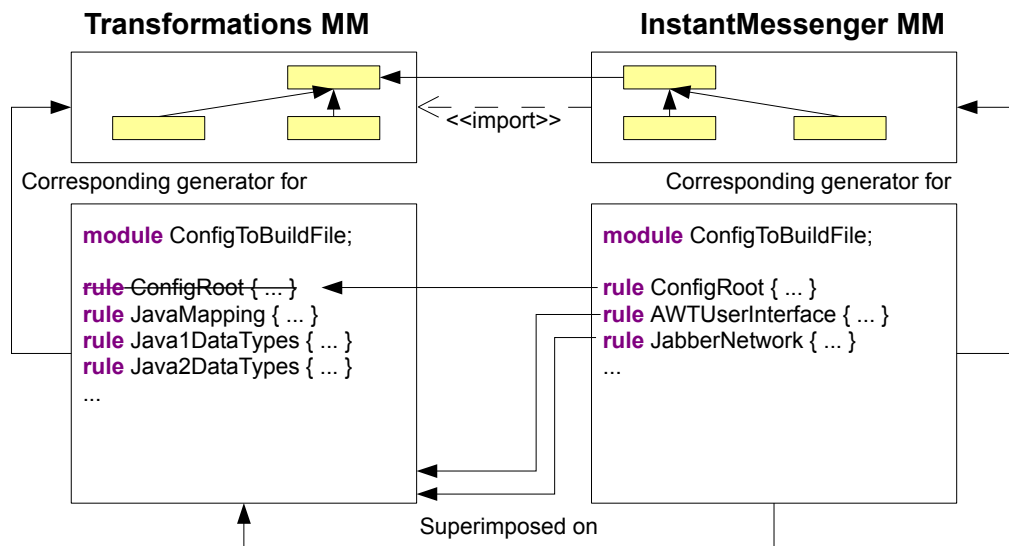 Transformations MM
InstantMessenger MM
<<import>>
Corresponding generator for
Corresponding generator for
module ConfigToBuildFile;
rule ConfigRoot { ... }
rule JavaMapping { ... }
rule Java1DataTypes { ... }
rule Java2DataTypes { ... }
...
module ConfigToBuildFile;
rule ConfigRoot { ... }
rule AWTUserInterface { ... }
rule JabberNetwork { ... }
...
Superimposed on